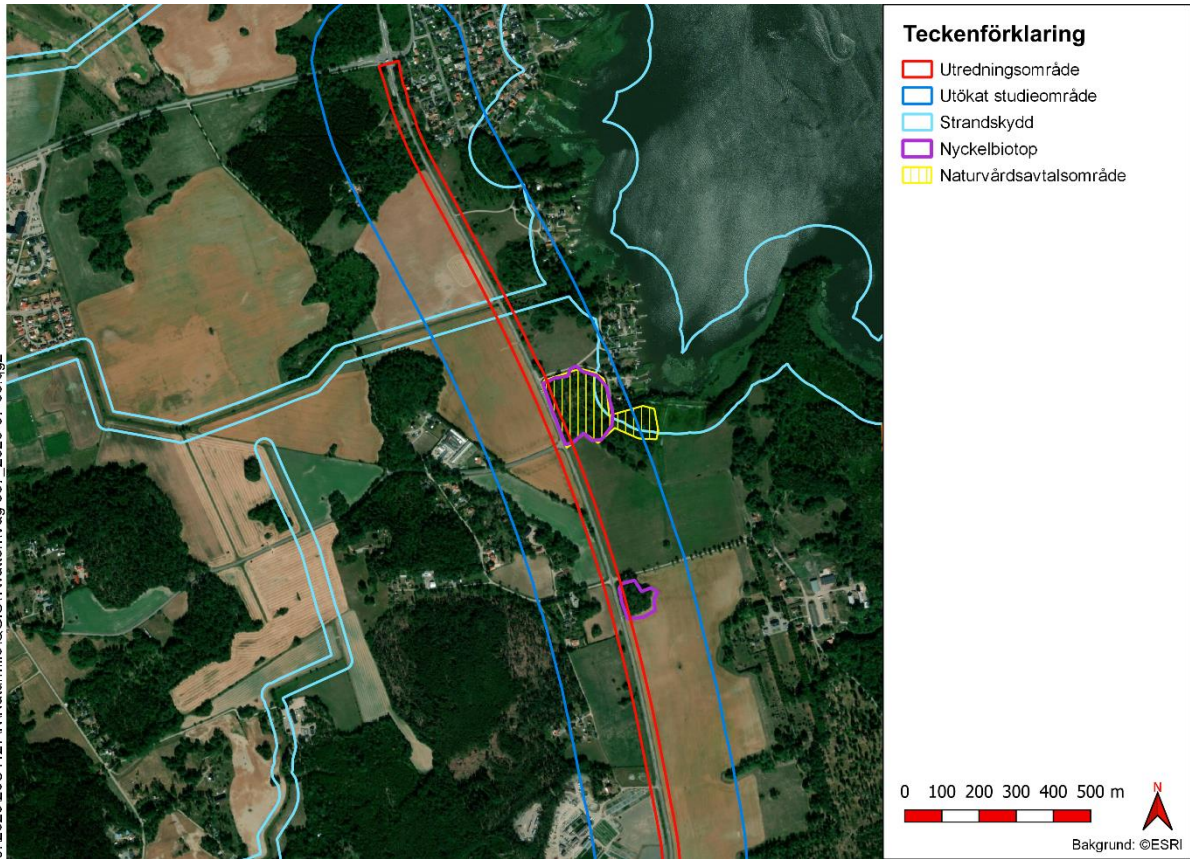 Teckenförklaring
Utredningsområde
Utökat studieområde
Strandskydd
Nyckelbiotop
Naturvårdsavtalsområde
0 100 200 300 400 500 m
N
Bakgrund: ©ESRI